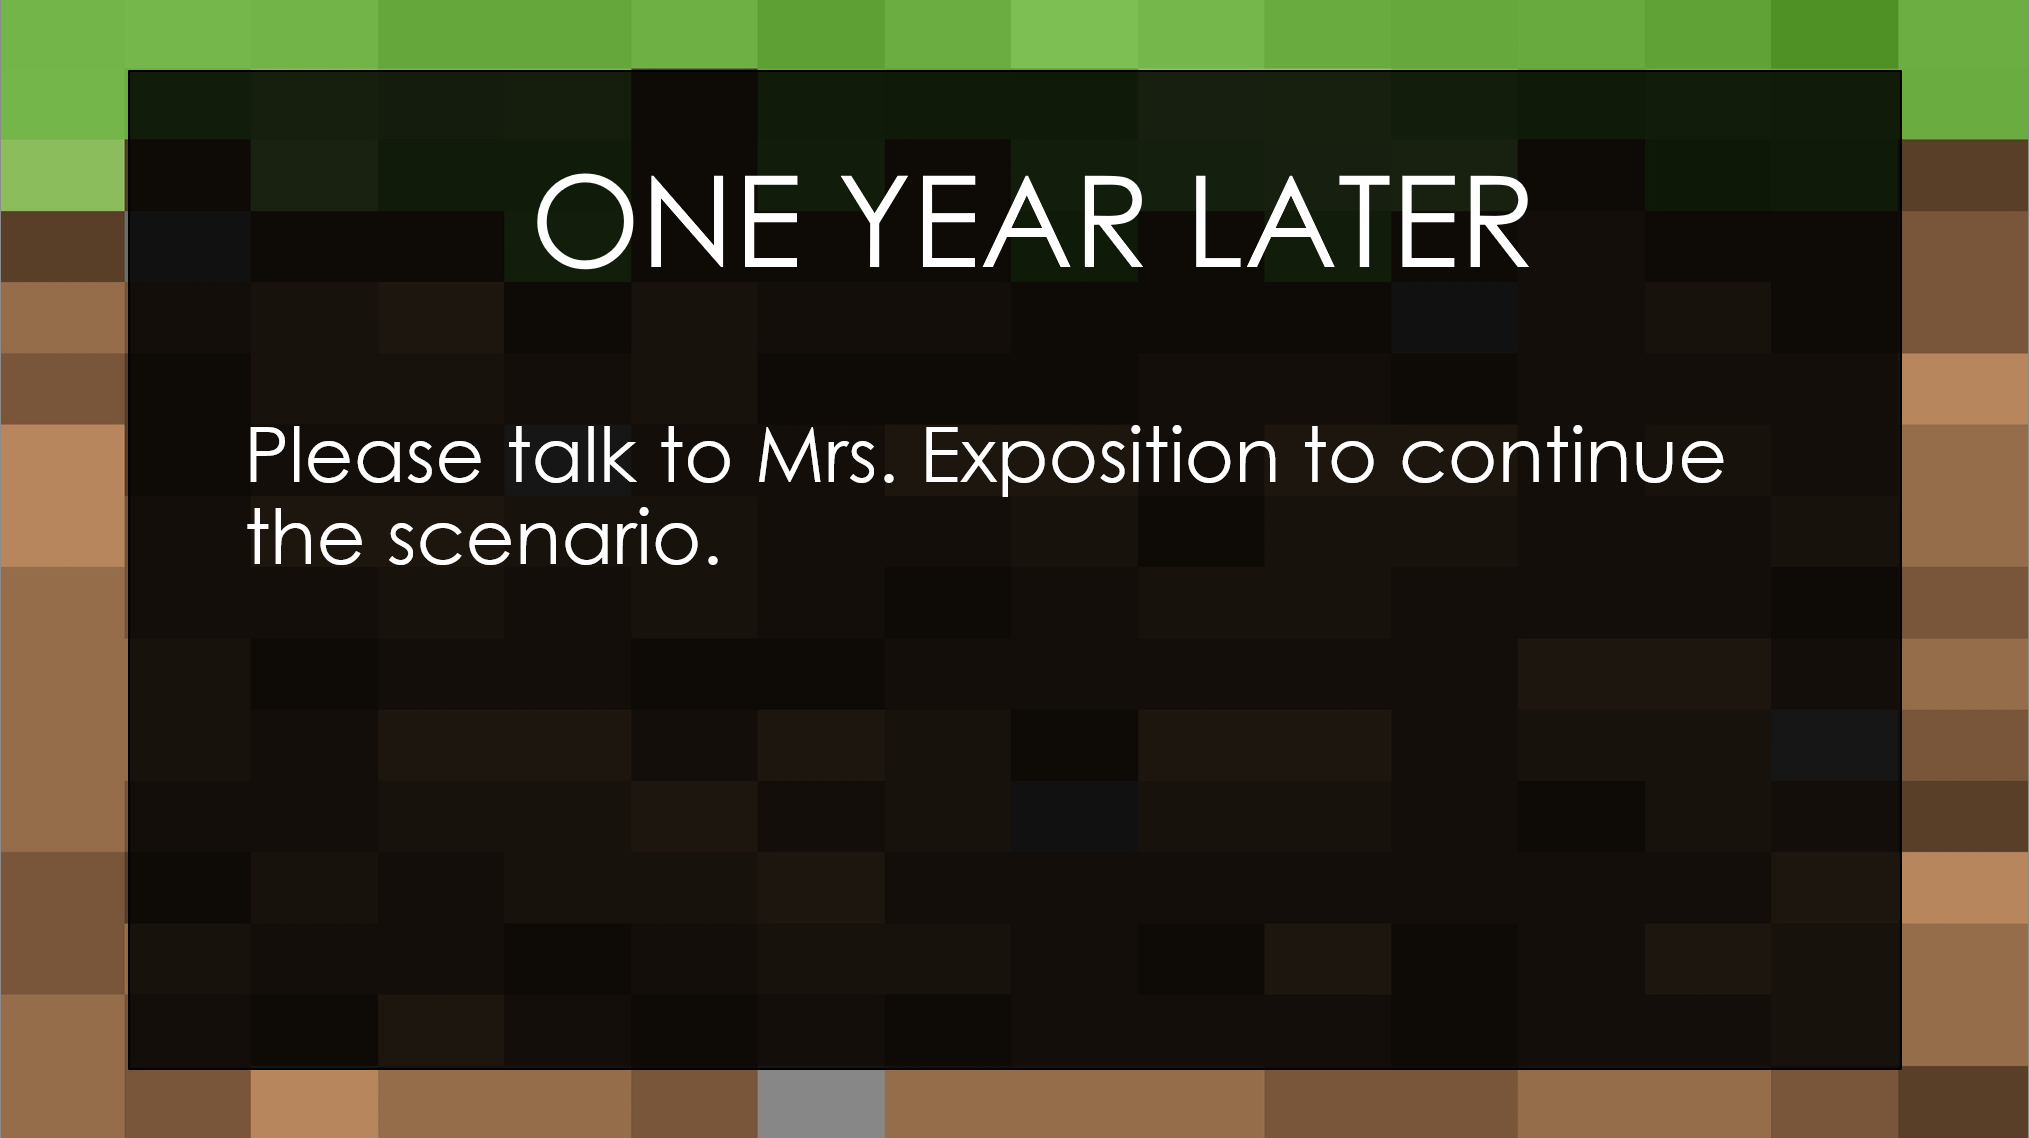 ONE YEAR LATER
Please talk to Mrs. Exposition to continue
the scenario.